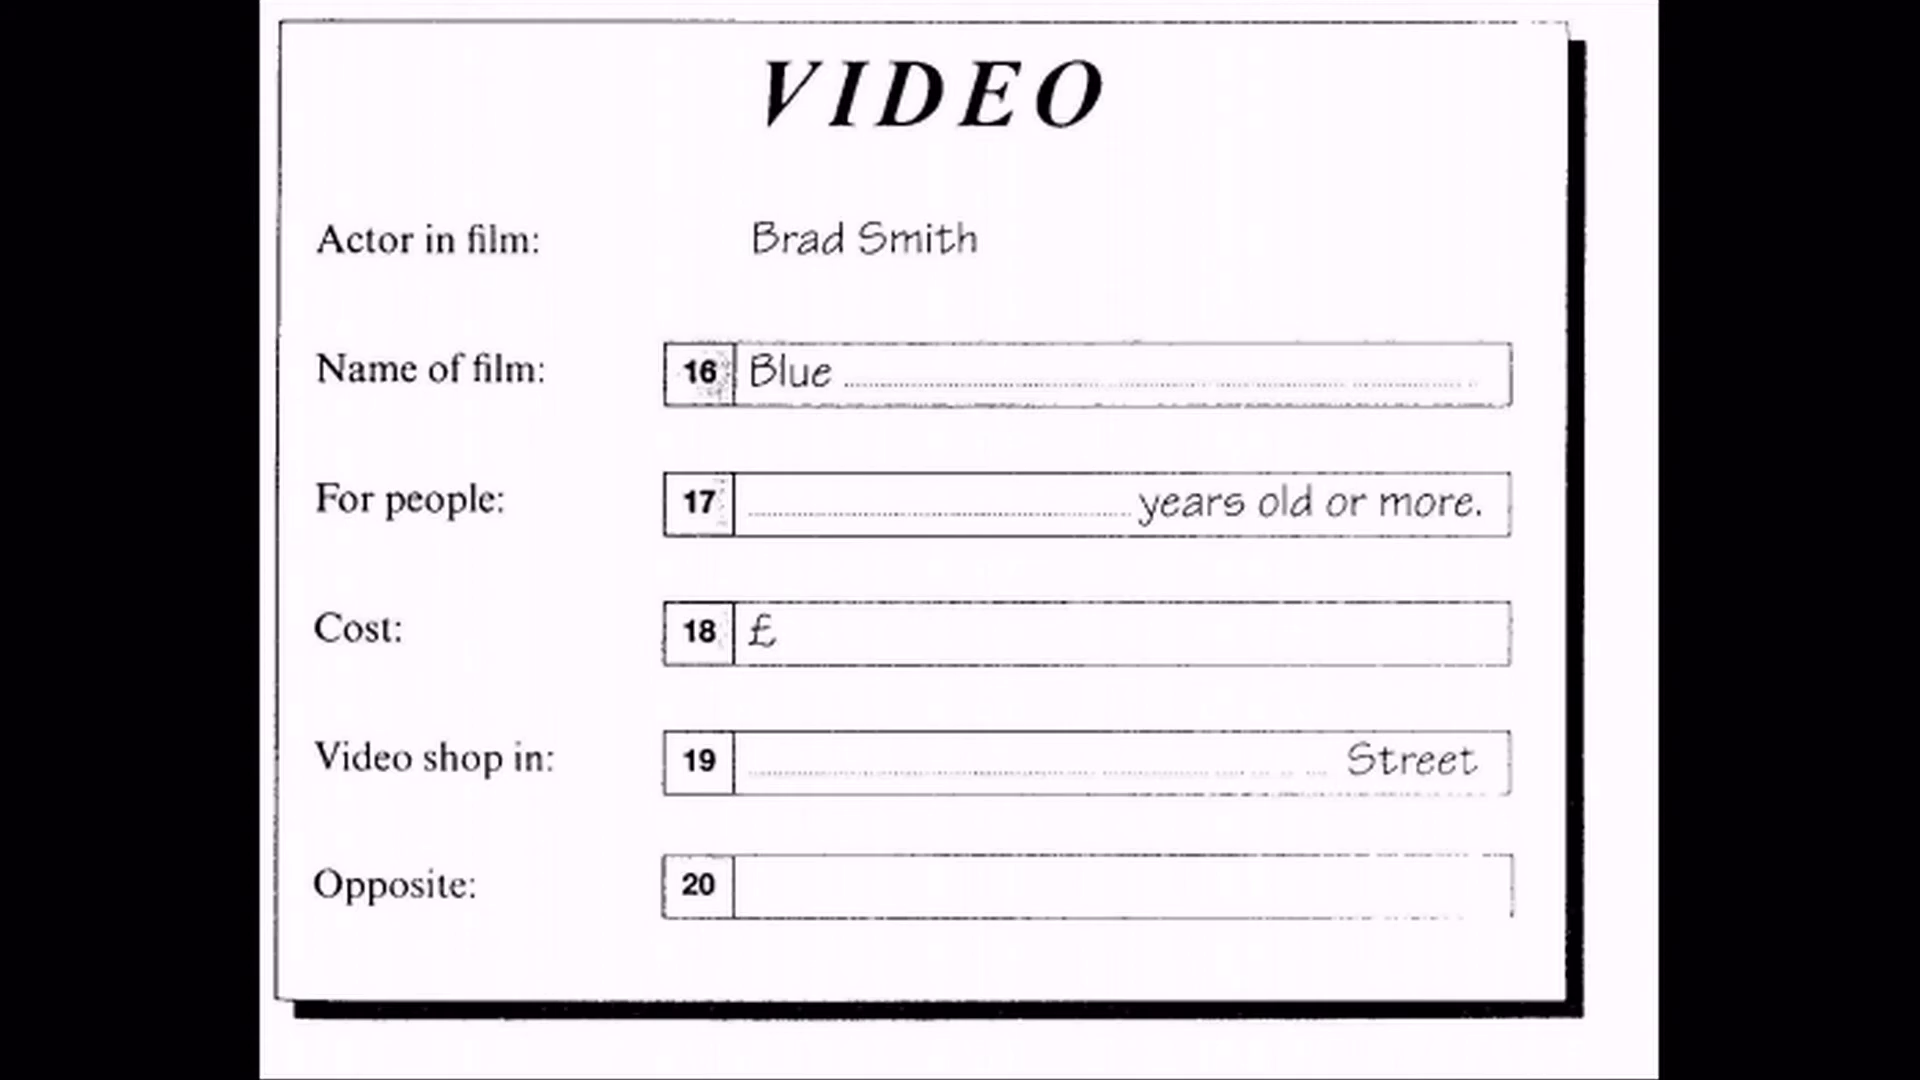 VIDEO
Actor in film: Brad Smith
Name of film: 16 Blue
For people: 17 years old or more.
Cost: 18 £
Video shop in: 19 Street
Opposite: 20